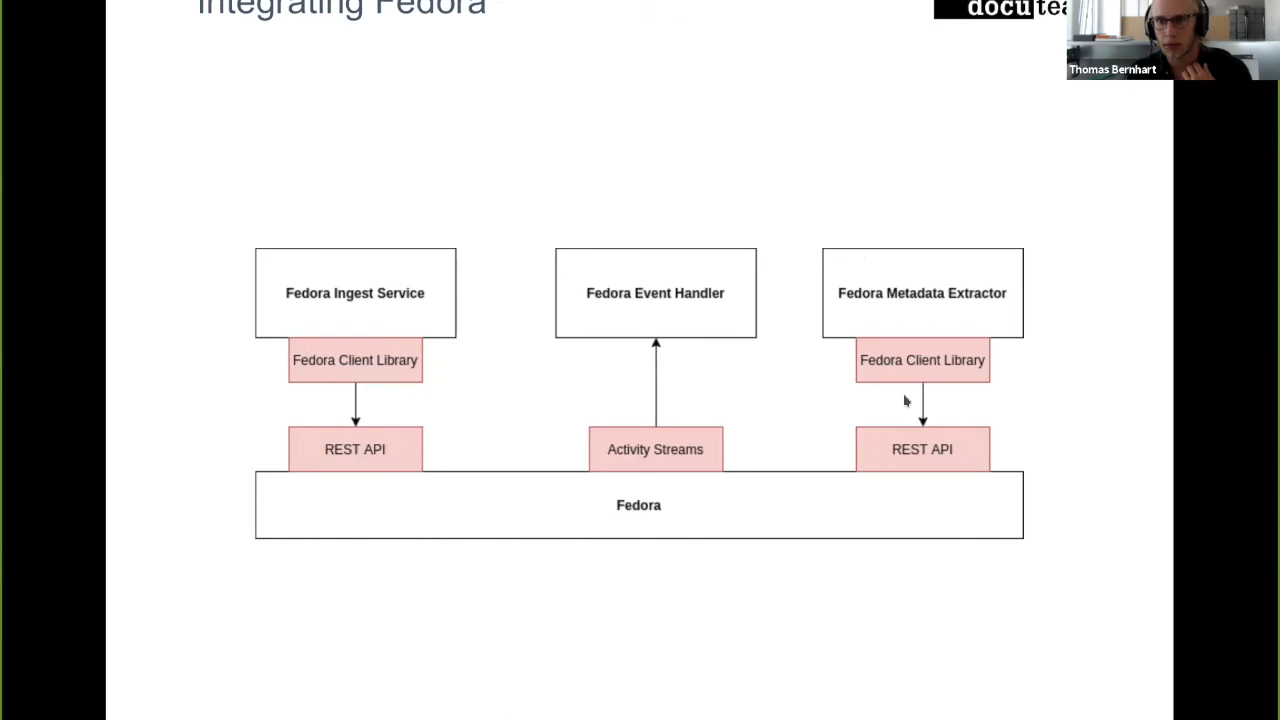 Integrating Fedora
docu
Thomas Bernhart
Fedora Ingest Service
Fedora Event Handler
Fedora Metadata Extractor
Fedora Client Library
Fedora Client Library
REST API
Activity Streams
REST API
Fedora